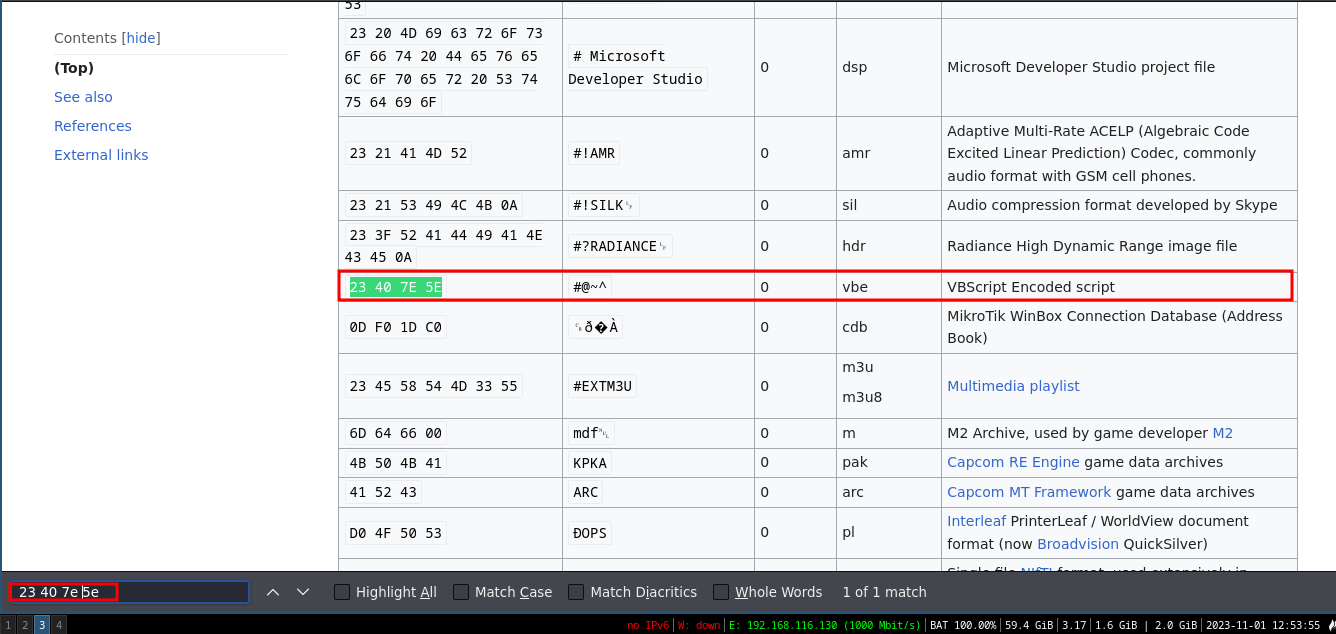 Contents [hide]
(Top)
See also
References
External links
53
23 20 4D 69 63 72 6F 73
6F 66 74 20 44 65 76 65
6C 6F 70 65 72 20 53 74
75 64 69 6F
# Microsoft
Developer Studio
0
dsp
Microsoft Developer Studio project file
23 21 41 4D 52
#!AMR
0
amr
Adaptive Multi-Rate ACELP (Algebraic Code
Excited Linear Prediction) Codec, commonly
audio format with GSM cell phones.
23 21 53 49 4C 4B 0A
#!SILK␊
0
sil
Audio compression format developed by Skype
23 3F 52 41 44 49 41 4E
43 45 0A
#?RADIANCE␊
0
hdr
Radiance High Dynamic Range image file
23 40 7E 5E
#@~^
0
vbe
VBScript Encoded script
0D F0 1D C0
␍ð�À
0
cdb
MikroTik WinBox Connection Database (Address
Book)
23 45 58 54 4D 33 55
#EXTM3U
0
m3u
m3u8
Multimedia playlist
6D 64 66 00
mdf␀
0
m
M2 Archive, used by game developer M2
4B 50 4B 41
KPKA
0
pak
Capcom RE Engine game data archives
41 52 43
ARC
0
arc
Capcom MT Framework game data archives
D0 4F 50 53
ÐOPS
0
pl
Interleaf PrinterLeaf / WorldView document
format (now Broadvision QuickSilver)
23 40 7e 5e
Highlight All
Match Case
Match Diacritics
Whole Words
1 of 1 match
1 2 3 4
no IPv6 | W: down | E: 192.168.116.130 (1000 Mbit/s) | BAT 100.00% | 59.4 GiB | 3.17 | 1.6 GiB | 2.0 GiB | 2023-11-01 12:53:55